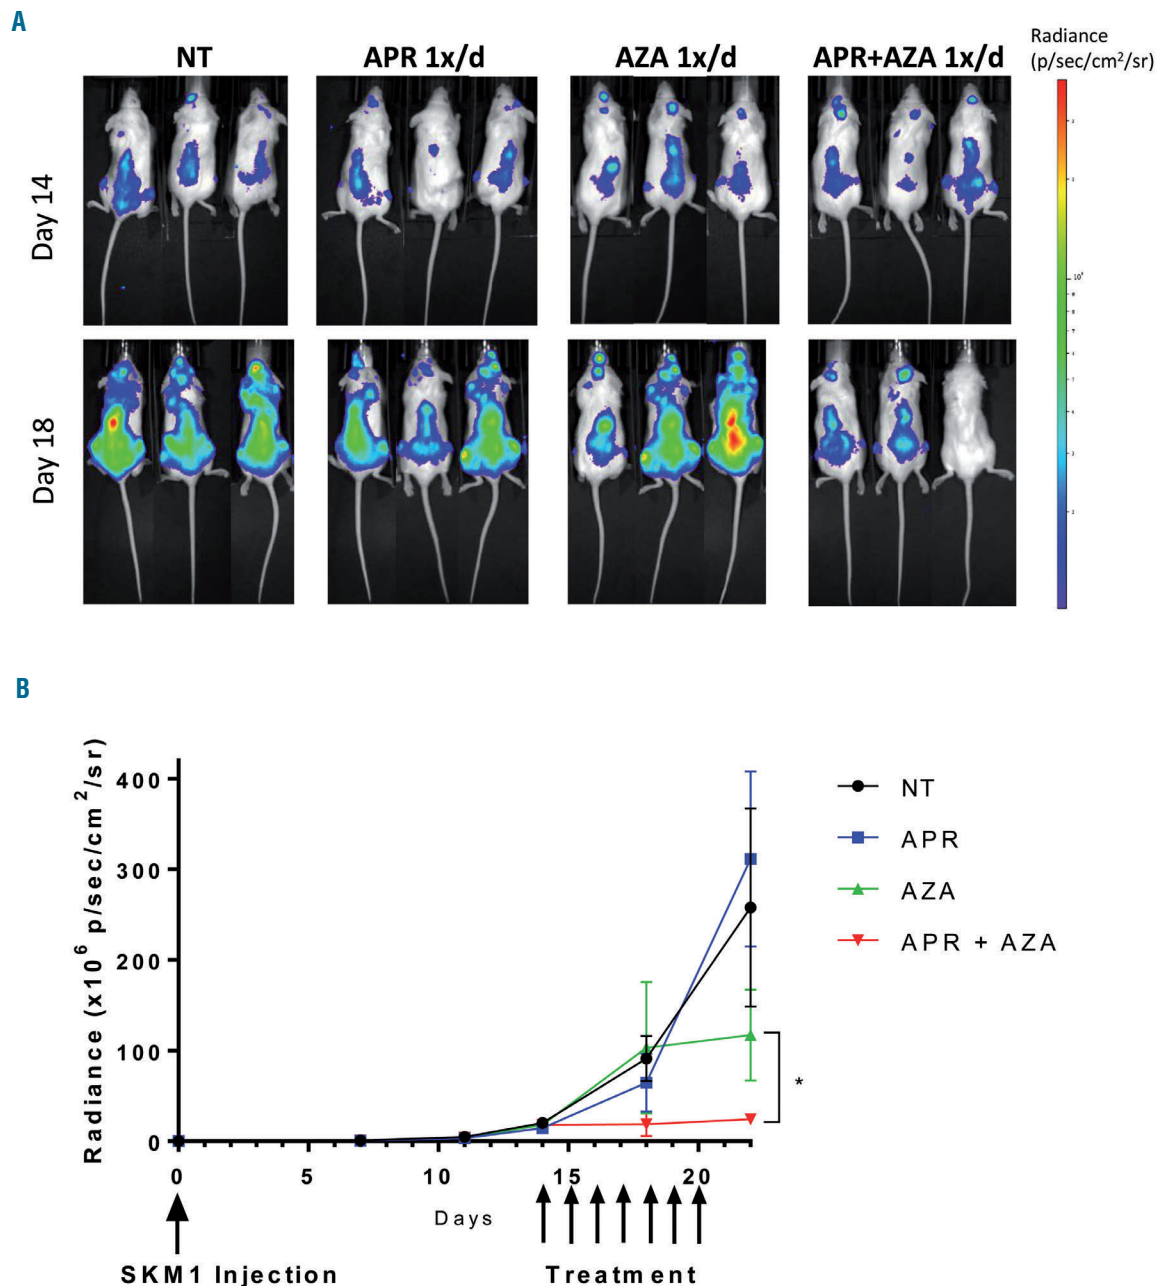 A
NT
APR 1x/d
AZA 1x/d
APR+AZA 1x/d
Radiance
(p/sec/cm²/sr)
Day 14
Day 18
B
Radiance (x10⁶ p/sec/cm²/sr)
400
300
200
100
0
0 5 10 15 20
Days
SKM1 Injection
Treatment
NT
APR
AZA
APR + AZA
*